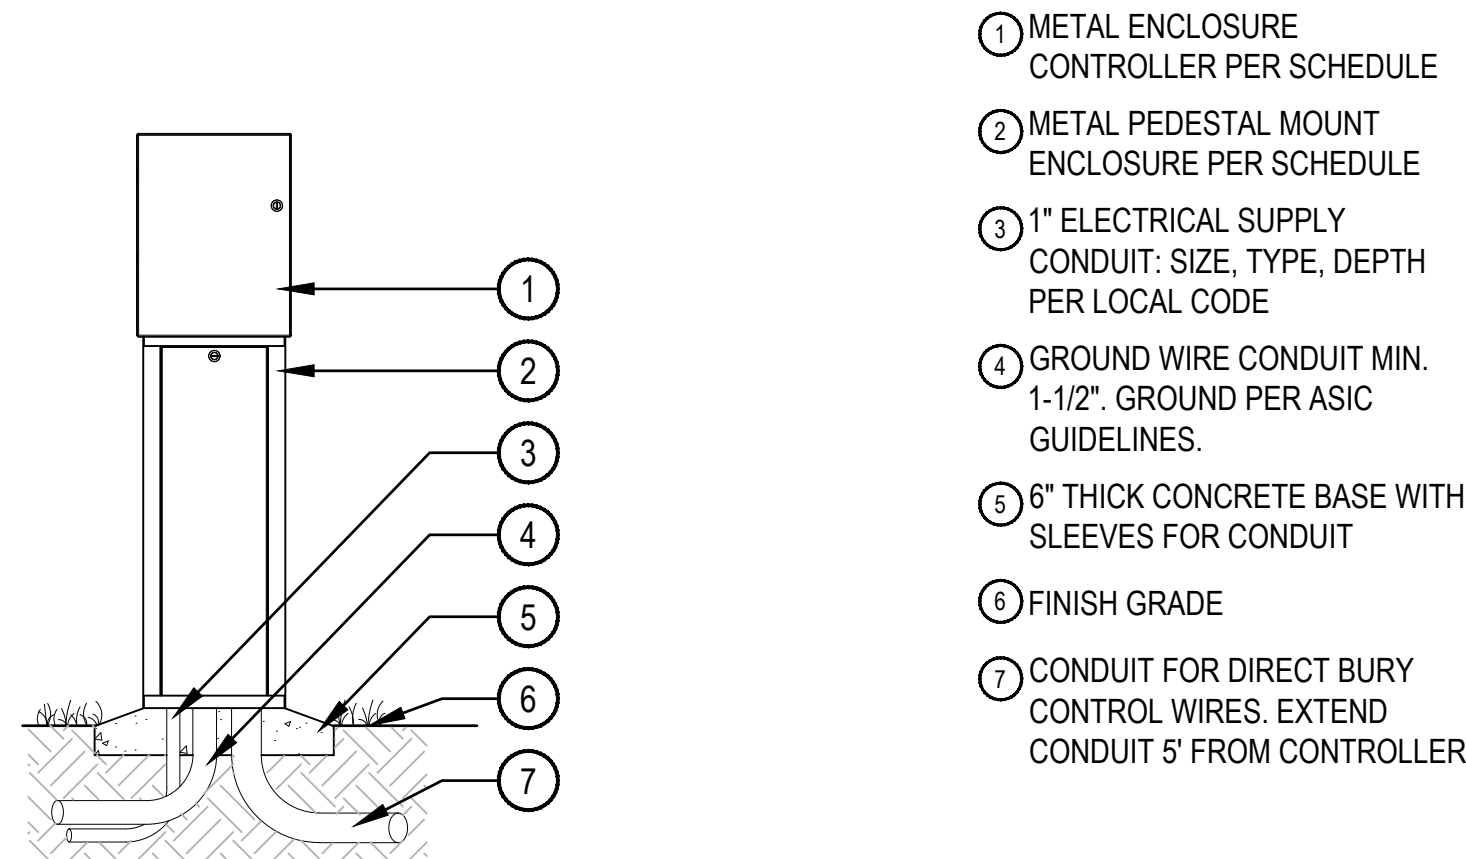 1 METAL ENCLOSURE
CONTROLLER PER SCHEDULE
2 METAL PEDESTAL MOUNT
ENCLOSURE PER SCHEDULE
3 1" ELECTRICAL SUPPLY
CONDUIT: SIZE, TYPE, DEPTH
PER LOCAL CODE
4 GROUND WIRE CONDUIT MIN.
1-1/2". GROUND PER ASIC
GUIDELINES.
5 6" THICK CONCRETE BASE WITH
SLEEVES FOR CONDUIT
6 FINISH GRADE
7 CONDUIT FOR DIRECT BURY
CONTROL WIRES. EXTEND
CONDUIT 5' FROM CONTROLLER
1
2
3
4
5
6
7